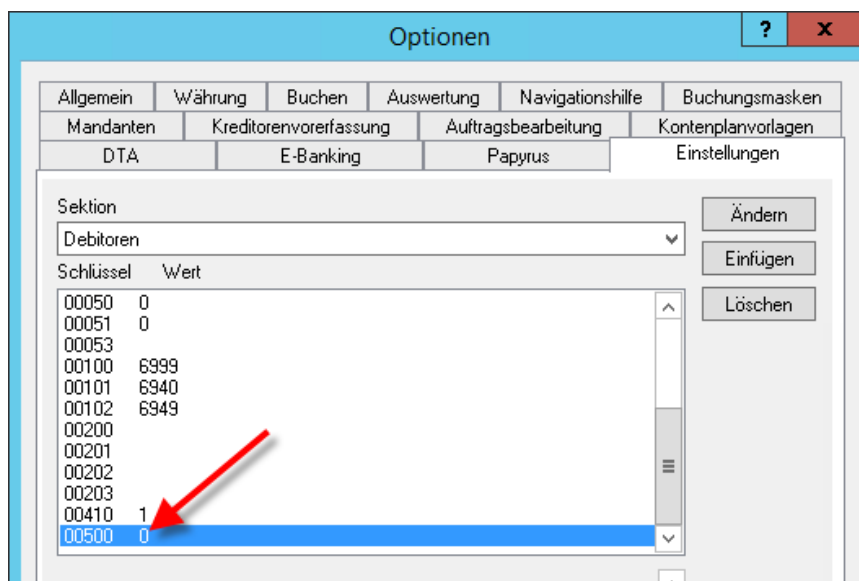 Optionen ? x
Allgemein Währung Buchen Auswertung Navigationshilfe Buchungsmasken
Mandanten Kreditorenvorerfassung Auftragsbearbeitung Kontenplanvorlagen
DTA E-Banking Papyrus Einstellungen
Sektion
Ändern
Debitoren
Einfügen
Schlüssel Wert
Löschen
00050 0
00051 0
00053
00100 6999
00101 6940
00102 6949
00200
00201
00202
00203
00410 1
00500 0